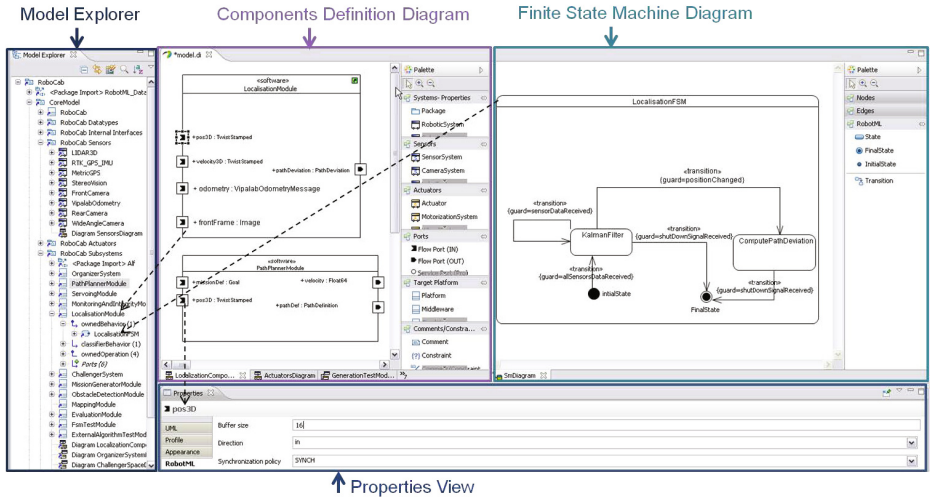 Model Explorer
Components Definition Diagram
Finite State Machine Diagram
Model Explorer
RoboCab
<Package Import> RobotML_Data
CoreModel
RoboCab
RoboCab Datatypes
RoboCab Internal Interfaces
RoboCab Sensors
LIDAR3D
RTK_GPS_IMU
MetricGPS
StereoVision
FrontCamera
VipalabOdometry
RearCamera
WideAngleCamera
Diagram SensorsDiagram
RoboCab Actuators
RoboCab Subsystems
<Package Import> Alf
OrganizerSystem
PathPlannerModule
ServoingModule
MonitoringAndIntegrityMo
LocalisationModule
ownedBehavior (1)
LocalisationFSM
classifierBehavior (1)
ownedOperation (4)
Ports (6)
ChallengerSystem
MissionGeneratorModule
ObstacleDetectionModule
MappingModule
EvaluationModule
FsmTestModule
ExternalAlgorithmTestMod
Diagram LocalizationCompo
Diagram OrganizerSystem
Diagram ChallengerSpace
*model.di
«software»
LocalisationModule
+ pos3D : TwistStamped
+ velocity3D : TwistStamped
pathDeviation : PathDeviation
+ odometry : VipalabOdometryMessage
+ frontFrame : Image
«software»
PathPlannerModule
+ missionDef : Goal
+ velocity : Float64
+ pos3D : TwistStamped
+ pathDef : PathDefinition
Palette
Systems- Properties
Package
RoboticSystem
Sensors
SensorSystem
CameraSystem
Actuators
Actuator
MotorizationSystem
Ports
Flow Port (IN)
Flow Port (OUT)
Target Platform
Platform
Middleware
Comments/Constra...
Comment
Constraint
LocalizationCompo...
ActuatorsDiagram
GenerationTestMod...
LocalisationFSM
«transition»
{guard=positionChanged}
«transition»
{guard=sensorDataReceived}
KalmanFilter
«transition»
{guard=shutDownSignalReceived}
ComputePathDeviation
«transition»
{guard=allSensorsDataReceived}
intialState
«transition»
{guard=shutDownSignalReceived}
FinalState
Palette
Nodes
Edges
RobotML
State
FinalState
InitialState
Transition
SmDiagram
Properties
pos3D
UML
Profile
Appearance
RobotML
Buffer size
16
Direction
in
Synchronization policy
SYNCH
Properties View